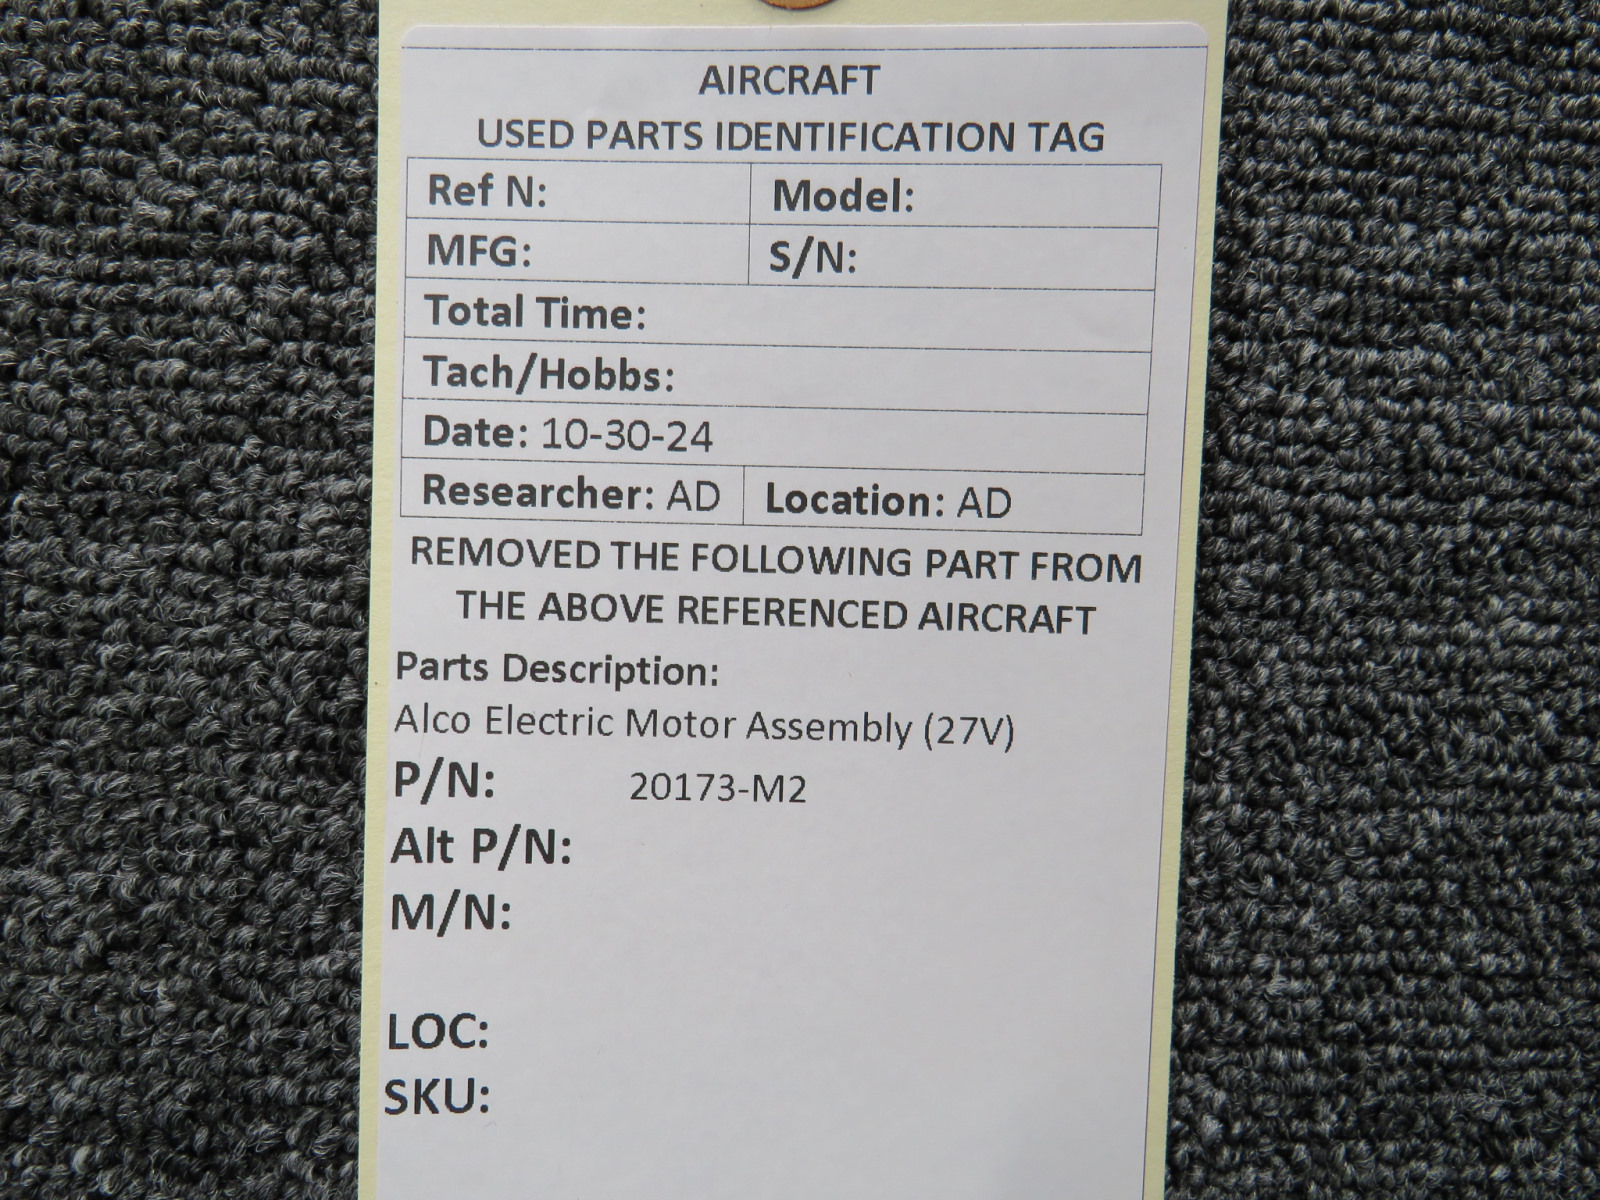 AIRCRAFT
USED PARTS IDENTIFICATION TAG
Ref N: Model:
MFG: S/N:
Total Time:
Tach/Hobbs:
Date: 10-30-24
Researcher: AD Location: AD
REMOVED THE FOLLOWING PART FROM
THE ABOVE REFERENCED AIRCRAFT
Parts Description:
Alco Electric Motor Assembly (27V)
P/N: 20173-M2
Alt P/N:
M/N:
LOC:
SKU: